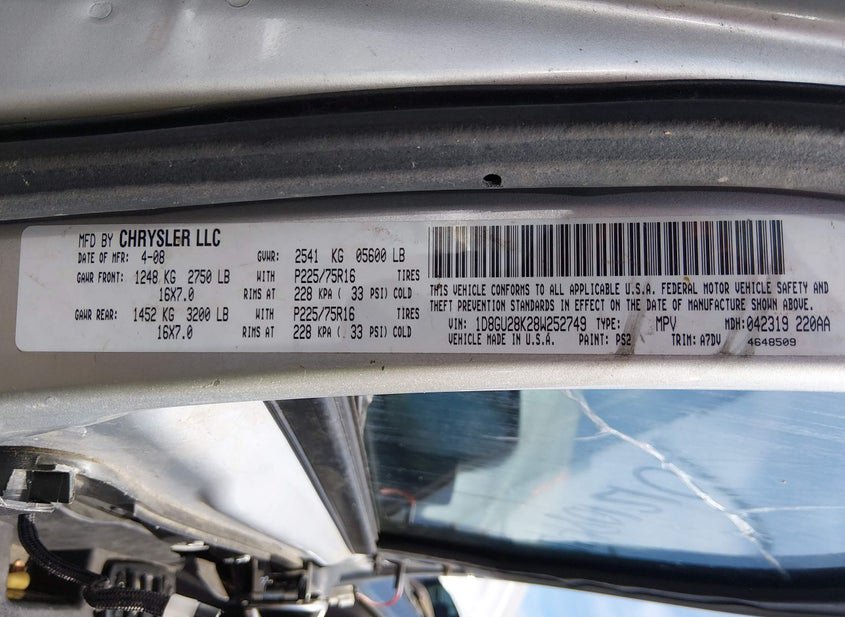 MFD BY CHRYSLER LLC
DATE OF MFR: 4-08 GVWR: 2541 KG 05600 LB
GAWR FRONT: 1248 KG 2750 LB WITH P225/75R16 TIRES
16X7.0 RIMS AT 228 KPA ( 33 PSI) COLD
GAWR REAR: 1452 KG 3200 LB WITH P225/75R16 TIRES
16X7.0 RIMS AT 228 KPA ( 33 PSI) COLD
THIS VEHICLE CONFORMS TO ALL APPLICABLE U.S.A. FEDERAL MOTOR VEHICLE SAFETY AND
THEFT PREVENTION STANDARDS IN EFFECT ON THE DATE OF MANUFACTURE SHOWN ABOVE.
VIN: 1D8GU28K28W252749 TYPE: MPV MDH: 042319 220AA
VEHICLE MADE IN U.S.A. PAINT: PS2 TRIM: A7DV 4648509